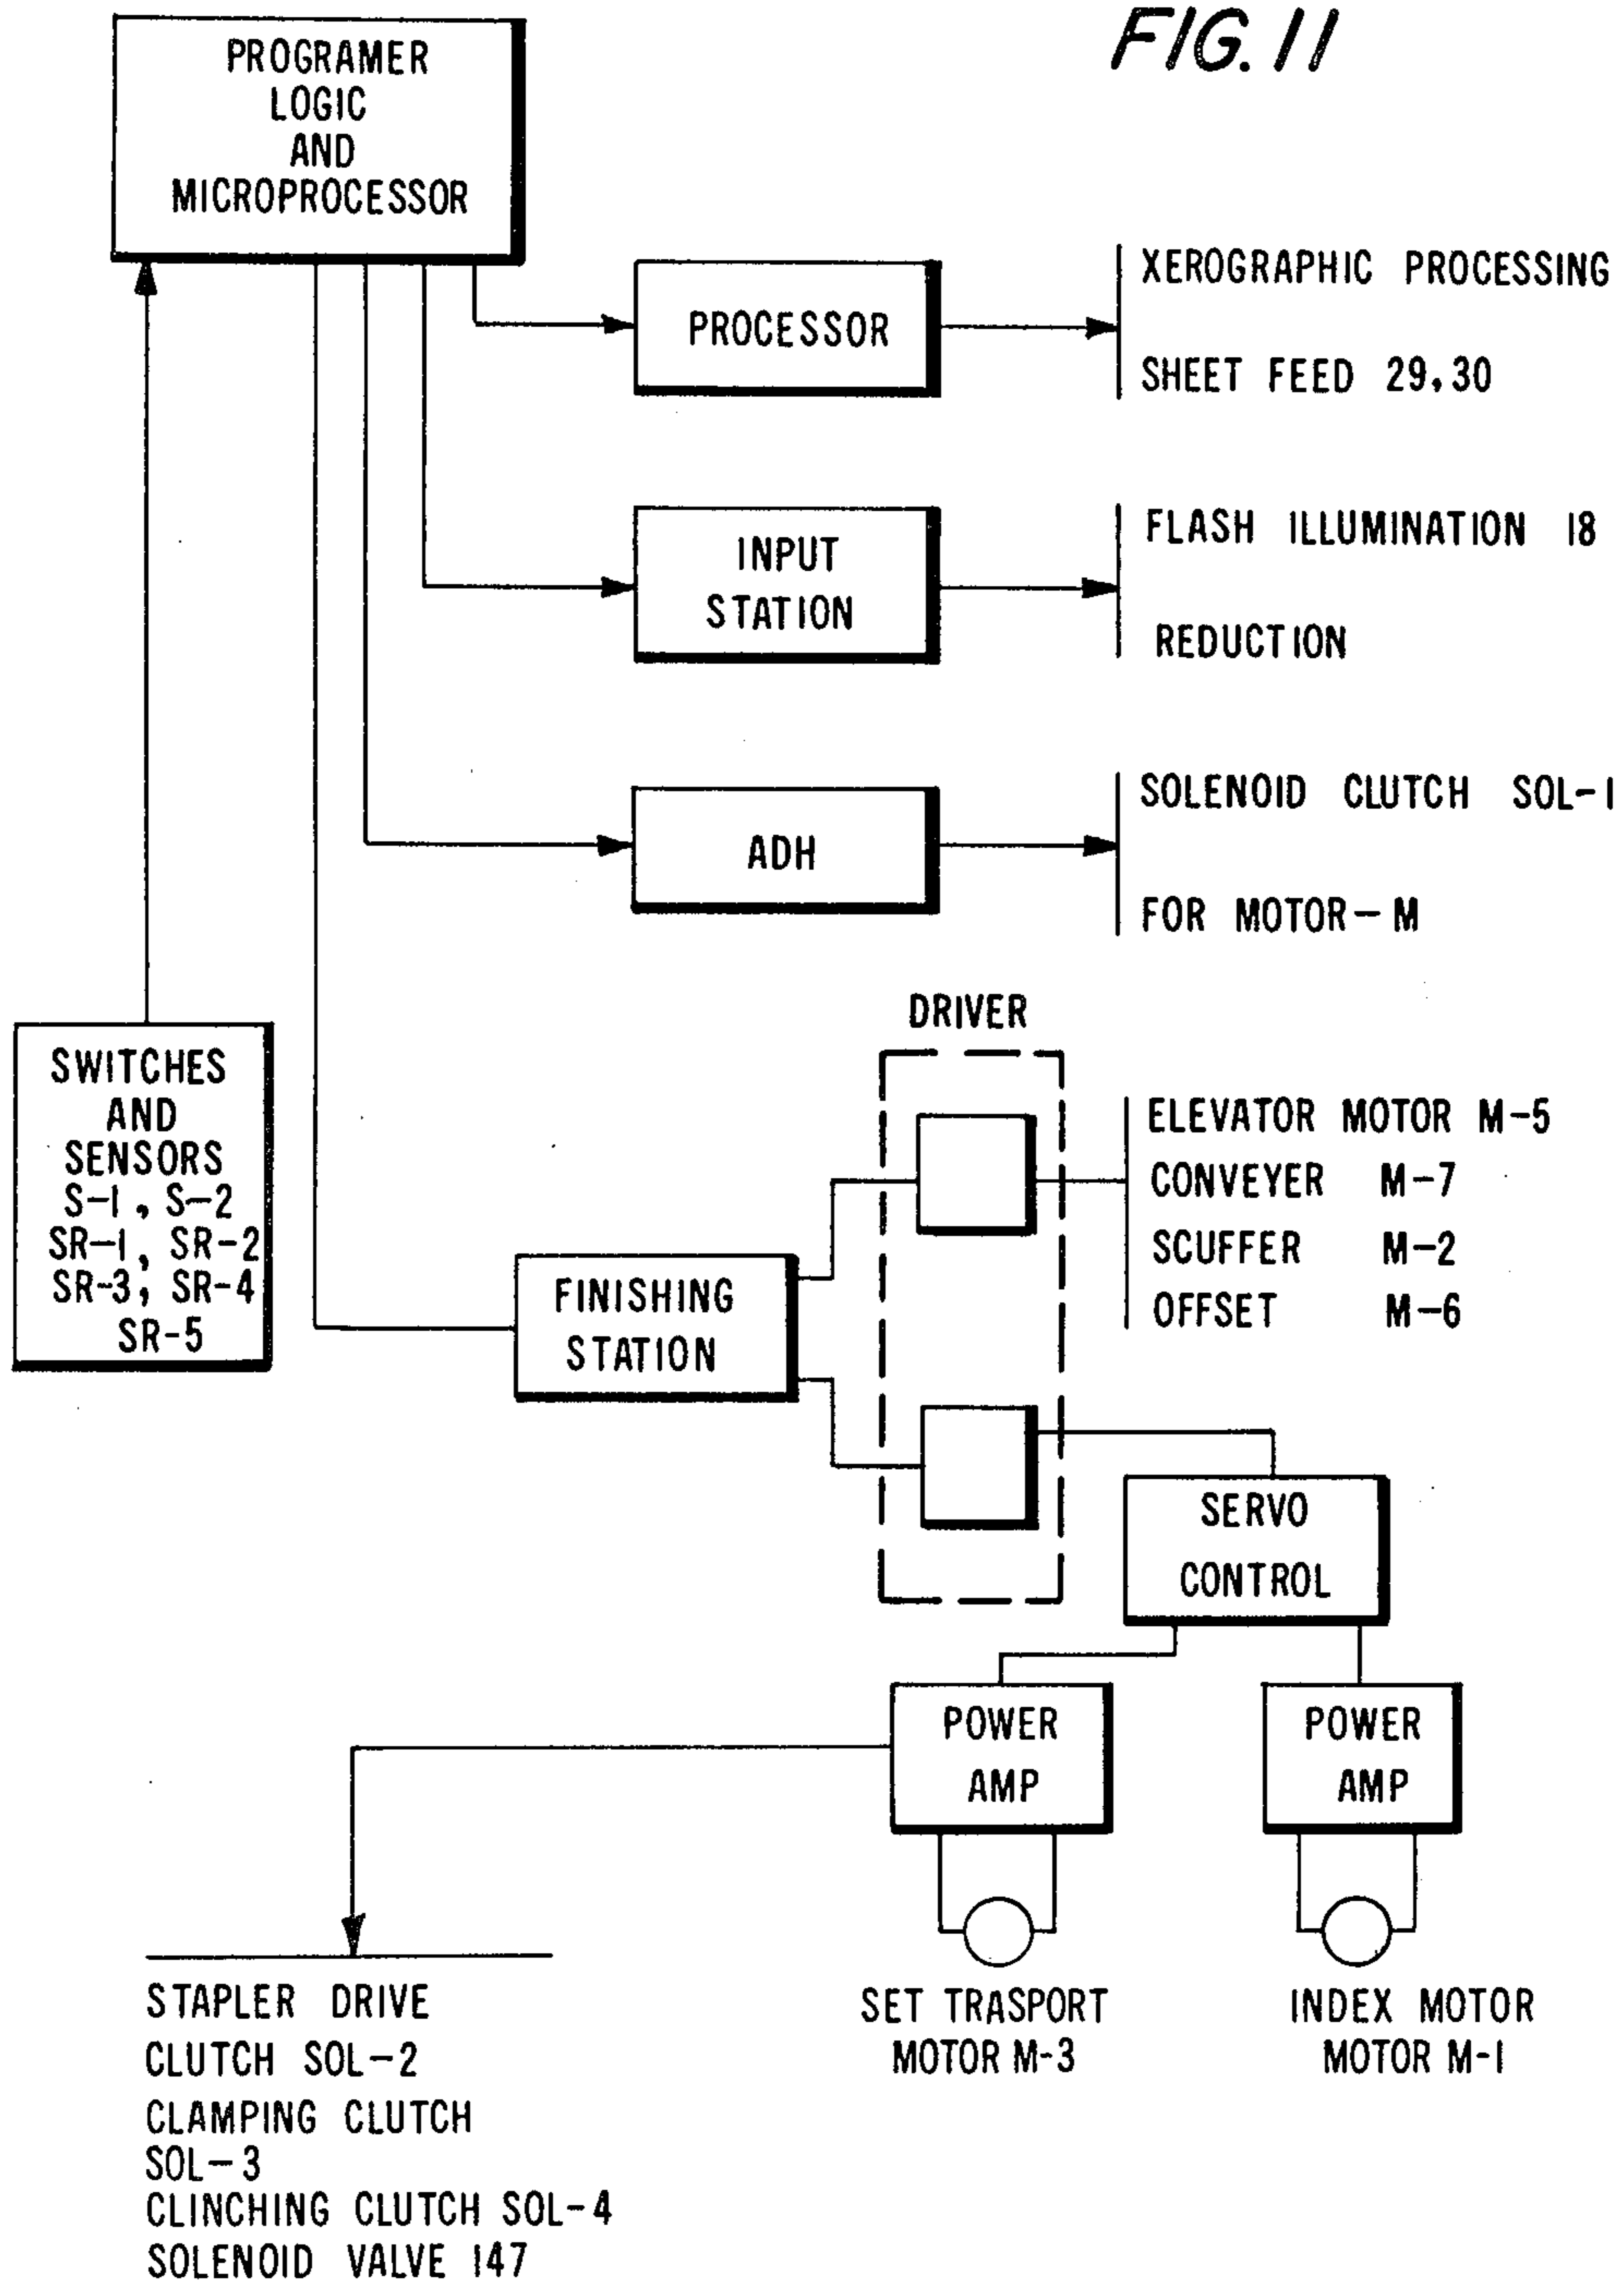 FIG. 11
PROGRAMER
LOGIC
AND
MICROPROCESSOR
PROCESSOR
XEROGRAPHIC PROCESSING
SHEET FEED 29,30
INPUT
STATION
FLASH ILLUMINATION 18
REDUCTION
ADH
SOLENOID CLUTCH SOL-1
FOR MOTOR-M
SWITCHES
AND
SENSORS
S-1, S-2
SR-1, SR-2
SR-3, SR-4
SR-5
DRIVER
FINISHING
STATION
ELEVATOR MOTOR M-5
CONVEYER M-7
SCUFFER M-2
OFFSET M-6
SERVO
CONTROL
POWER
AMP
POWER
AMP
SET TRASPORT
MOTOR M-3
INDEX MOTOR
MOTOR M-1
STAPLER DRIVE
CLUTCH SOL-2
CLAMPING CLUTCH
SOL-3
CLINCHING CLUTCH SOL-4
SOLENOID VALVE 147